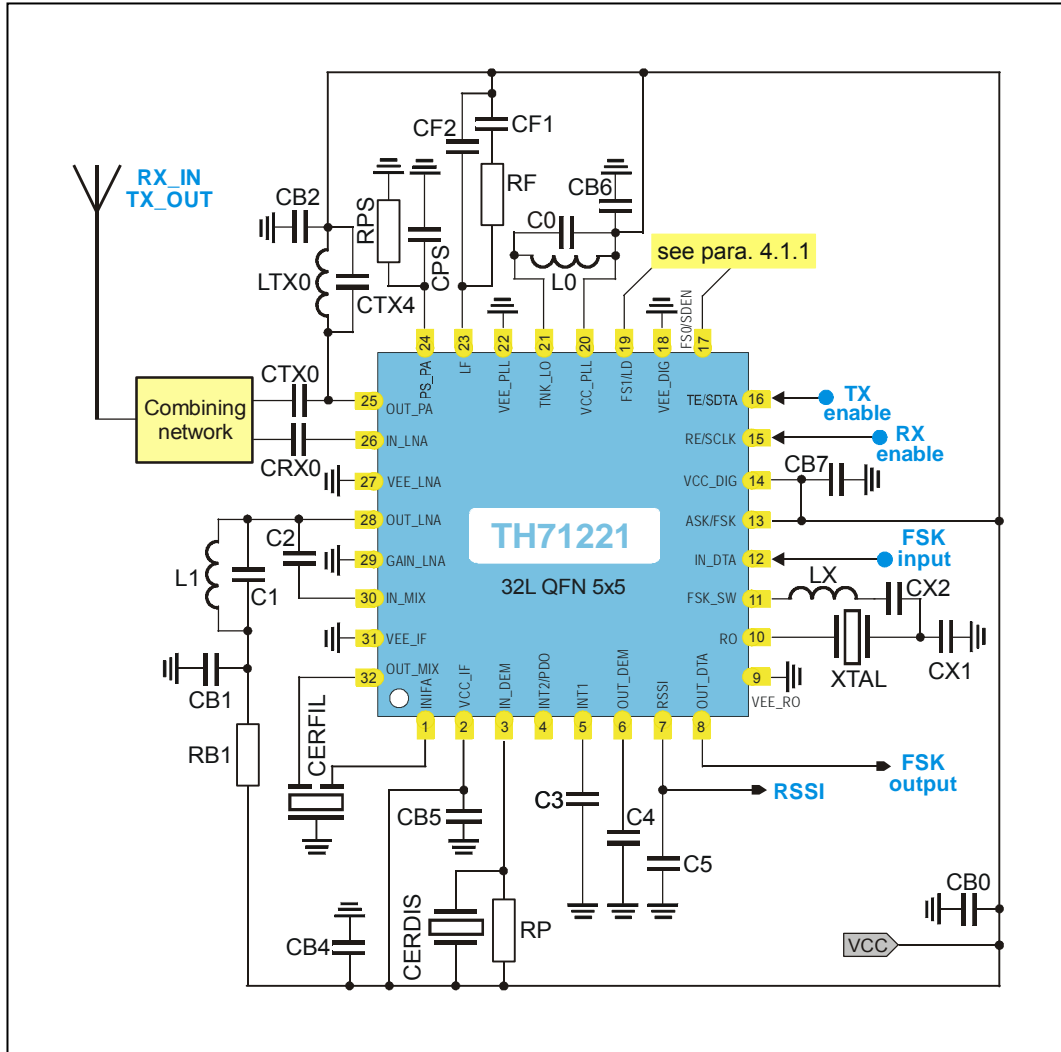 CF2
CF1
RX_IN
TX_OUT
CB2
RPS
RF
CB6
C0
CPS
see para. 4.1.1
LTX0
CTX4
L0
FS0/SDEN
24
23
22
21
20
19
18
17
PS_PA
LF
VEE_PLL
TNK_LO
VCC_PLL
FS1/LD
VEE_DIG
CTX0
Combining
network
25
OUT_PA
TE/SDTA
16
TX
enable
26
IN_LNA
RE/SCLK
15
RX
enable
CRX0
27
VEE_LNA
VCC_DIG
14
CB7
28
OUT_LNA
ASK/FSK
13
C2
TH71221
FSK
input
L1
C1
29
GAIN_LNA
IN_DTA
12
32L QFN 5x5
30
IN_MIX
FSK_SW
11
LX
CX2
31
VEE_IF
RO
10
CX1
XTAL
CB1
32
OUT_MIX
9
VEE_RO
INIFA
VCC_IF
IN_DEM
INT2/PDO
INT1
OUT_DEM
RSSI
OUT_DTA
1
2
3
4
5
6
7
8
RB1
CERFIL
FSK
output
RSSI
CB5
C3
C4
C5
CB4
CERDIS
RP
CB0
VCC